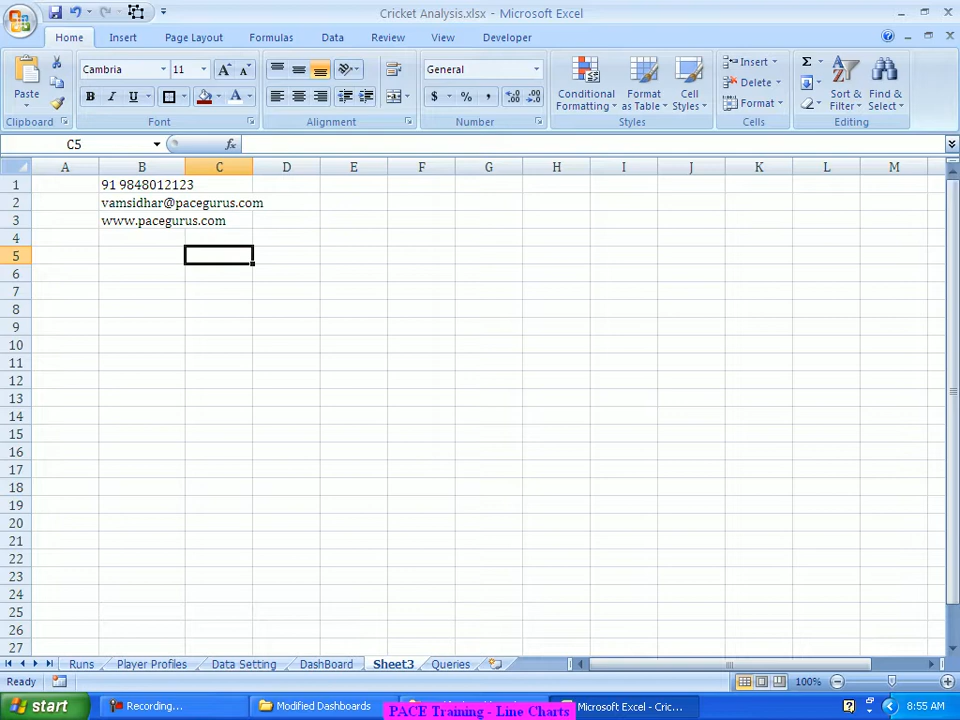 Cricket Analysis.xlsx - Microsoft Excel
Home Insert Page Layout Formulas Data Review View Developer
Paste
Cambria 11
B I U A A A
General
$ % ,
Conditional Formatting
Format as Table
Cell Styles
Insert
Delete
Format
Σ
Sort & Filter
Find & Select
Clipboard Font Alignment Number Styles Cells Editing
C5 fx
A B C D E F G H I J K L M
1 91 9848012123
2 vamsidhar@pacegurus.com
3 www.pacegurus.com
4
5
6
7
8
9
10
11
12
13
14
15
16
17
18
19
20
21
22
23
24
25
26
27
Runs Player Profiles Data Setting DashBoard Sheet3 Queries
Ready 100%
start Recording... Modified Dashboards Microsoft Excel - Cric... 8:55 AM
PACE Training - Line Charts